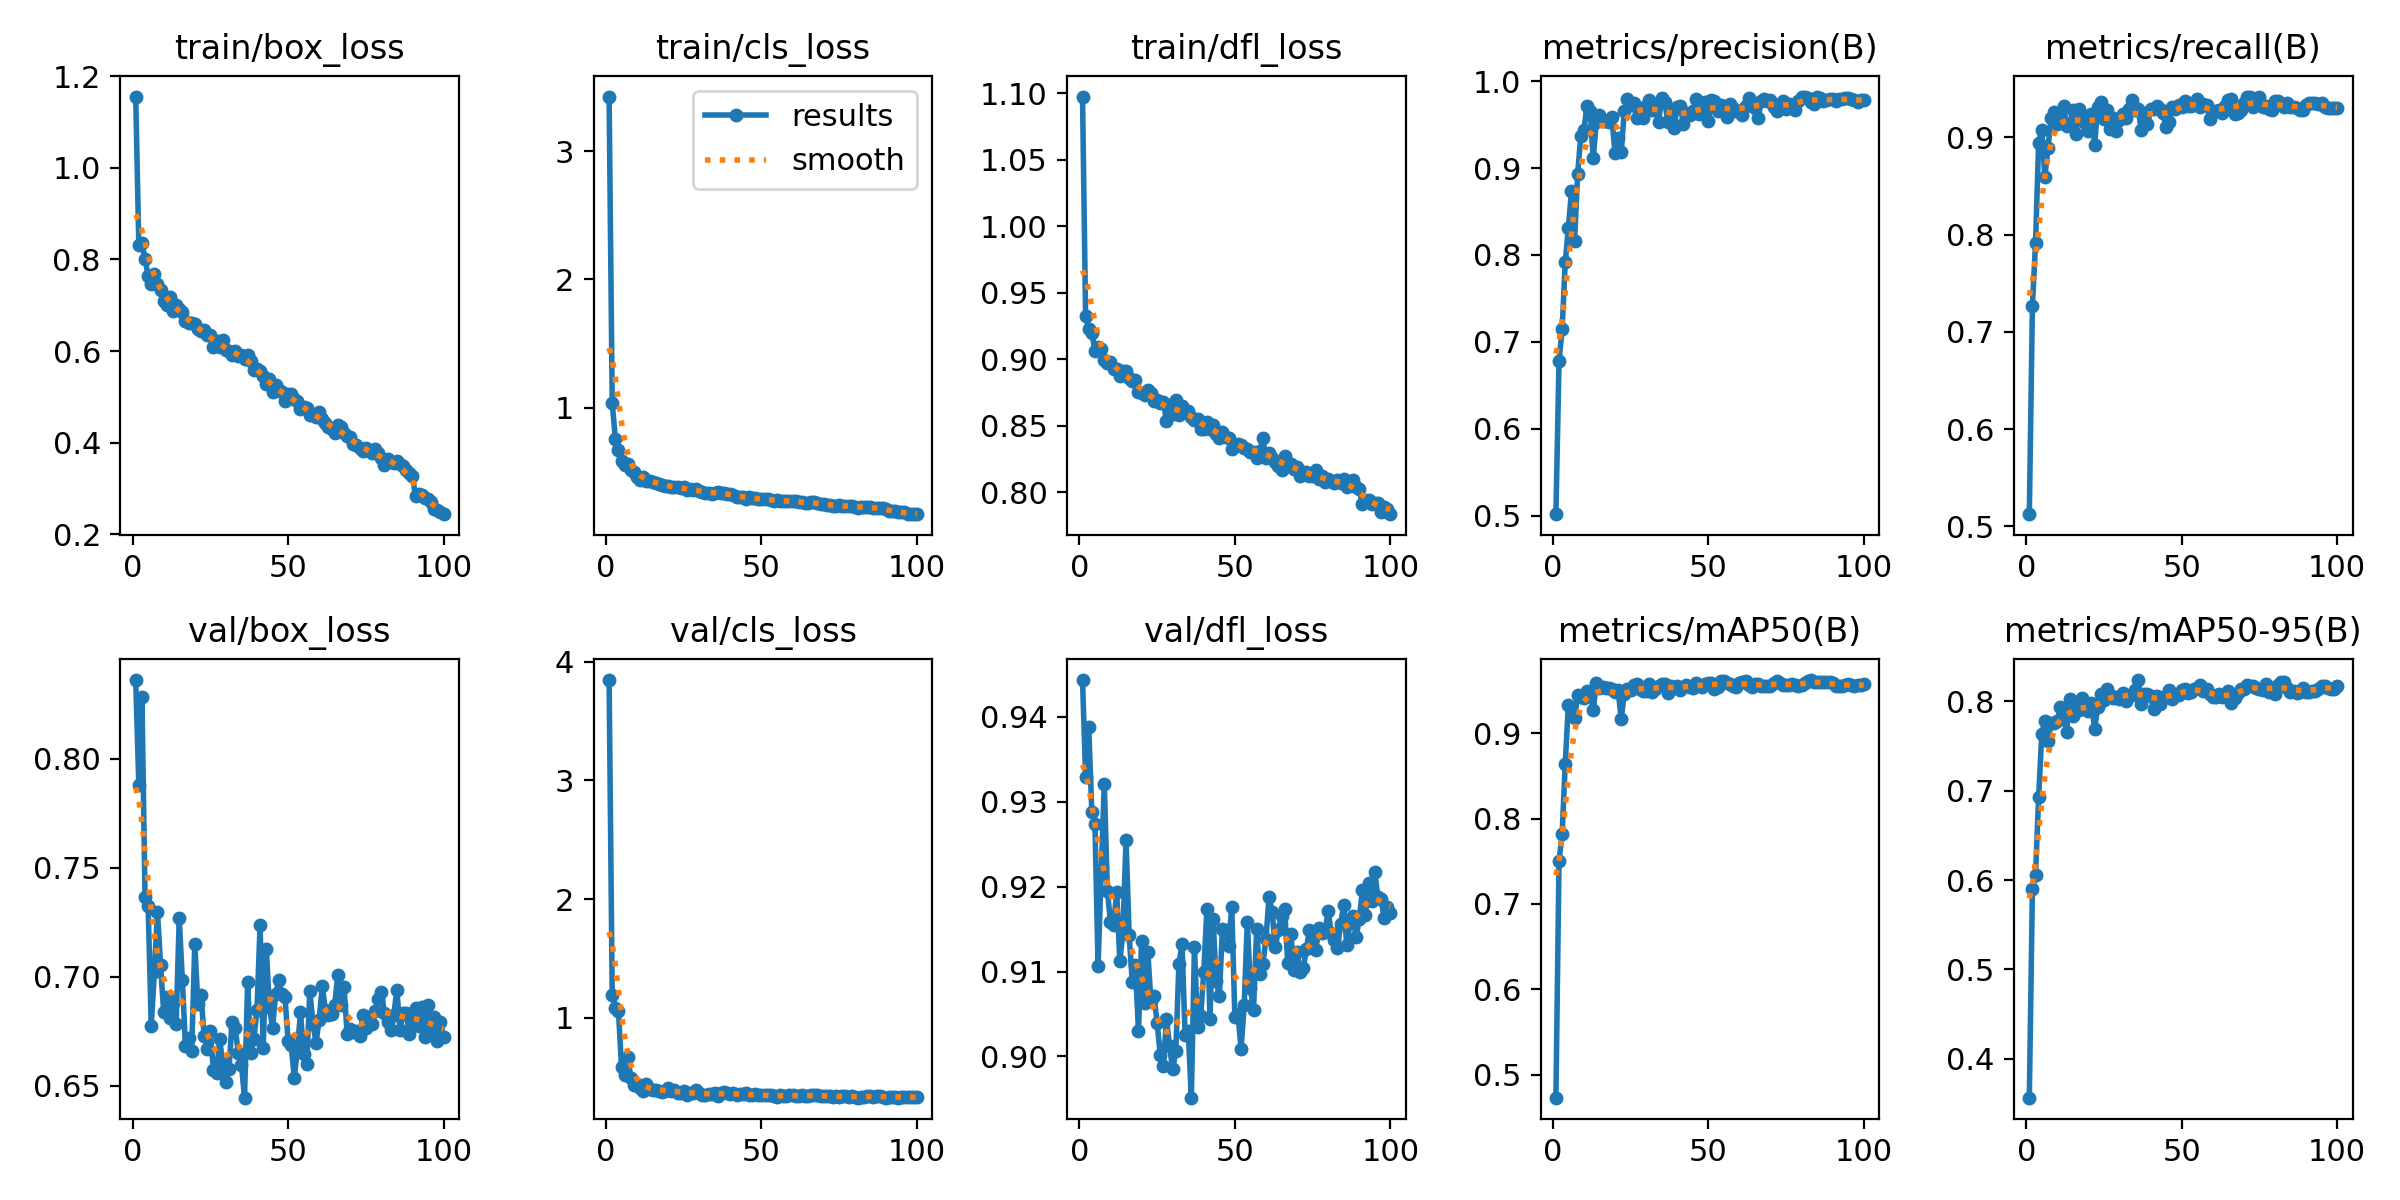 train/box_loss
1.2
1.0
0.8
0.6
0.4
0.2
0 50 100
train/cls_loss
results
smooth
3
2
1
0 50 100
train/dfl_loss
1.10
1.05
1.00
0.95
0.90
0.85
0.80
0 50 100
metrics/precision(B)
1.0
0.9
0.8
0.7
0.6
0.5
0 50 100
metrics/recall(B)
0.9
0.8
0.7
0.6
0.5
0 50 100
val/box_loss
0.80
0.75
0.70
0.65
0 50 100
val/cls_loss
4
3
2
1
0 50 100
val/dfl_loss
0.94
0.93
0.92
0.91
0.90
0 50 100
metrics/mAP50(B)
0.9
0.8
0.7
0.6
0.5
0 50 100
metrics/mAP50-95(B)
0.8
0.7
0.6
0.5
0.4
0 50 100